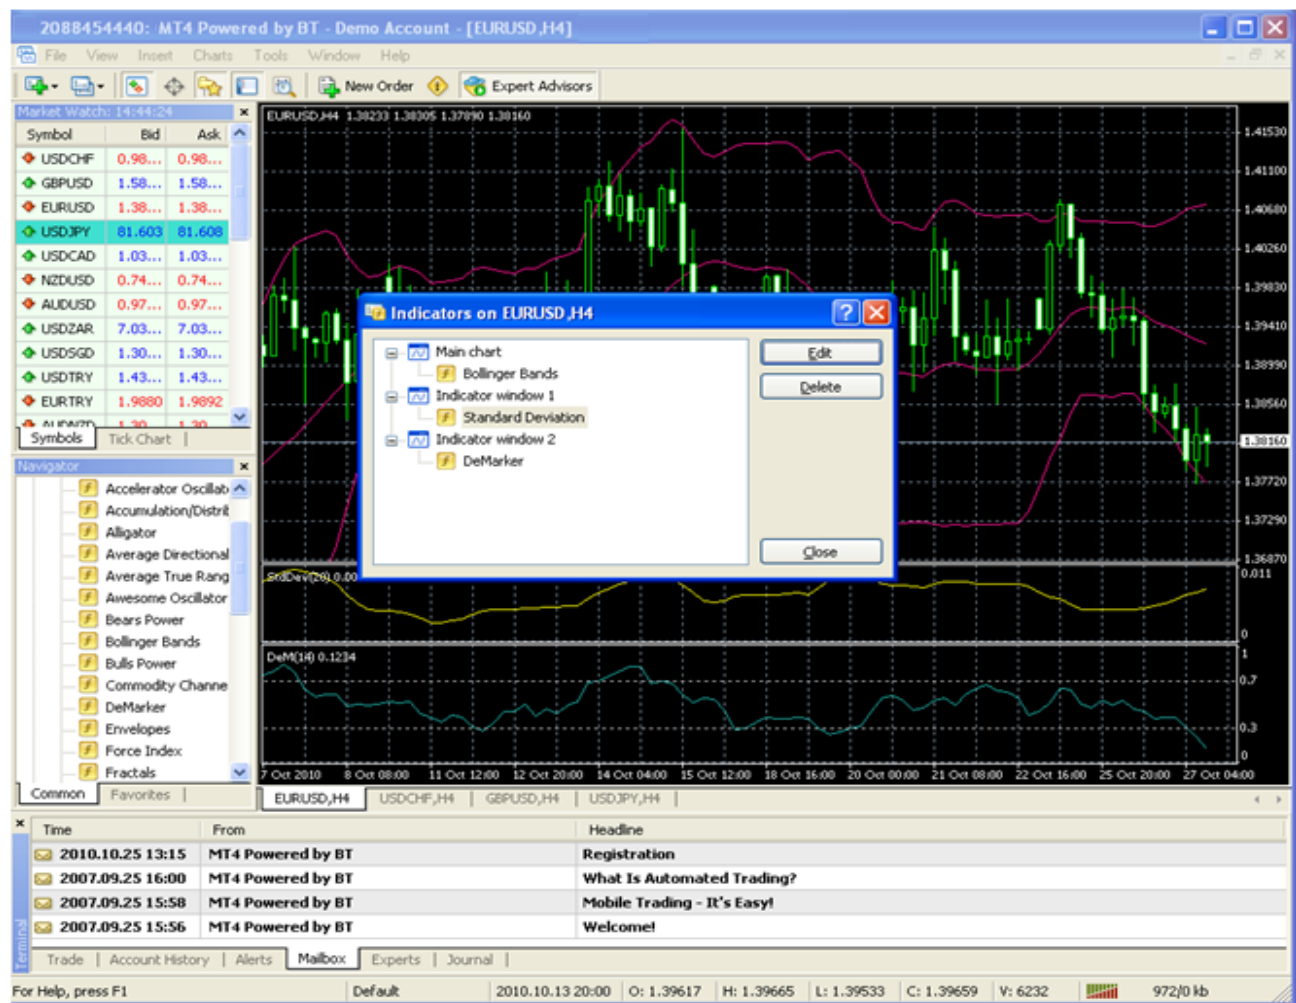 2088454440: MT4 Powered by BT - Demo Account - [EURUSD,H4]
File View Insert Charts Tools Window Help
New Order Expert Advisors
Market Watch: 14:44:24
Symbol Bid Ask
USDCHF 0.98... 0.98...
GBPUSD 1.58... 1.58...
EURUSD 1.38... 1.38...
USDJPY 81.603 81.608
USDCAD 1.03... 1.03...
NZDUSD 0.74... 0.74...
AUDUSD 0.97... 0.97...
USDZAR 7.03... 7.03...
USDSGD 1.30... 1.30...
USDTRY 1.43... 1.43...
EURTRY 1.9880 1.9892
AUDNZD 1.30 1.30
Symbols Tick Chart
Navigator
Accelerator Oscillat
Accumulation/Distrib
Alligator
Average Directional
Average True Rang
Awesome Oscillator
Bears Power
Bollinger Bands
Bulls Power
Commodity Channe
DeMarker
Envelopes
Force Index
Fractals
Common Favorites
EURUSD,H4 1.38233 1.38305 1.37890 1.38160
1.41530
1.41100
1.40680
1.40260
1.39830
1.39410
1.38990
1.38560
1.38160
1.37720
1.37290
1.36870
Indicators on EURUSD,H4
Main chart
Bollinger Bands
Indicator window 1
Standard Deviation
Indicator window 2
DeMarker
Edit
Delete
Close
StdDev(20) 0.00
0.011
0
DeM(14) 0.1234
1
0.7
0.3
0
7 Oct 2010 8 Oct 08:00 11 Oct 12:00 12 Oct 20:00 14 Oct 04:00 15 Oct 12:00 18 Oct 16:00 20 Oct 00:00 21 Oct 08:00 22 Oct 16:00 25 Oct 20:00 27 Oct 04:00
EURUSD,H4 USDCHF,H4 GBPUSD,H4 USDJPY,H4
Time From Headline
2010.10.25 13:15 MT4 Powered by BT Registration
2007.09.25 16:00 MT4 Powered by BT What Is Automated Trading?
2007.09.25 15:58 MT4 Powered by BT Mobile Trading - It's Easy!
2007.09.25 15:56 MT4 Powered by BT Welcome!
Terminal
Trade Account History Alerts Mailbox Experts Journal
For Help, press F1 Default 2010.10.13 20:00 O: 1.39617 H: 1.39665 L: 1.39533 C: 1.39659 V: 6232 972/0 kb